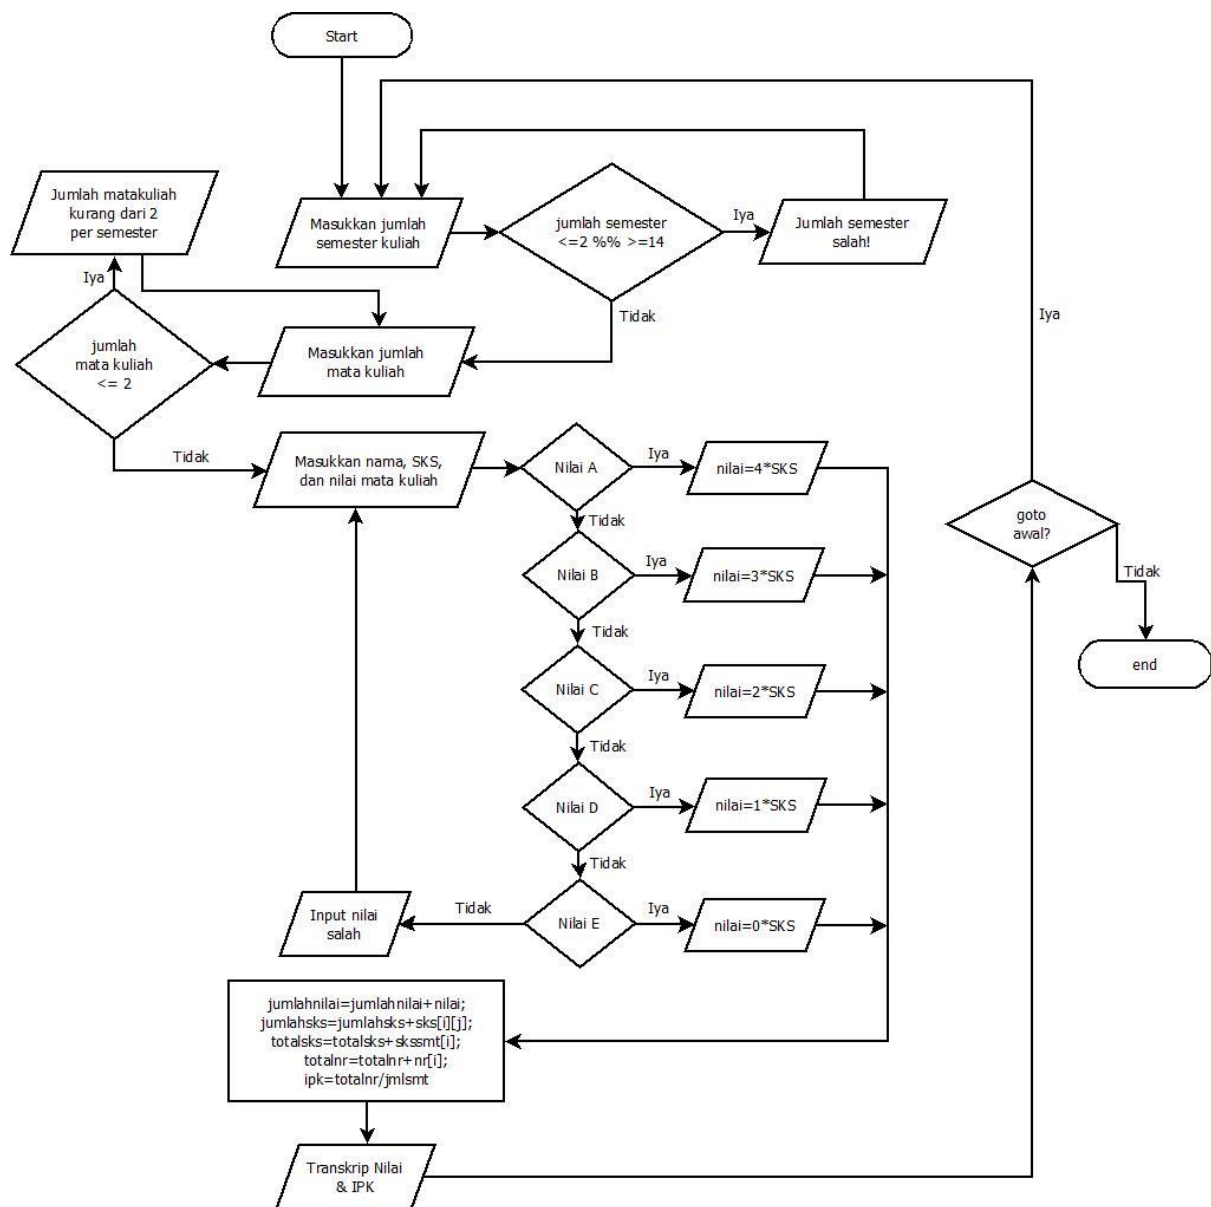 Start
Jumlah matakuliah
kurang dari 2
per semester
Masukkan jumlah
semester kuliah
jumlah semester
<=2 %% >=14
Iya
Jumlah semester
salah!
Iya
Tidak
Iya
jumlah
mata kuliah
<= 2
Masukkan jumlah
mata kuliah
Tidak
Masukkan nama, SKS,
dan nilai mata kuliah
Nilai A
Iya
nilai=4*SKS
Tidak
Nilai B
Iya
nilai=3*SKS
Tidak
Nilai C
Iya
nilai=2*SKS
Tidak
Nilai D
Iya
nilai=1*SKS
Tidak
Nilai E
Iya
nilai=0*SKS
Tidak
Input nilai
salah
goto
awal?
Tidak
end
jumlahnilai=jumlahnilai+nilai;
jumlahsks=jumlahsks+sks[i][j];
totalsks=totalsks+skssmt[i];
totalnr=totalnr+nr[i];
ipk=totalnr/jmlsmt
Transkrip Nilai
& IPK